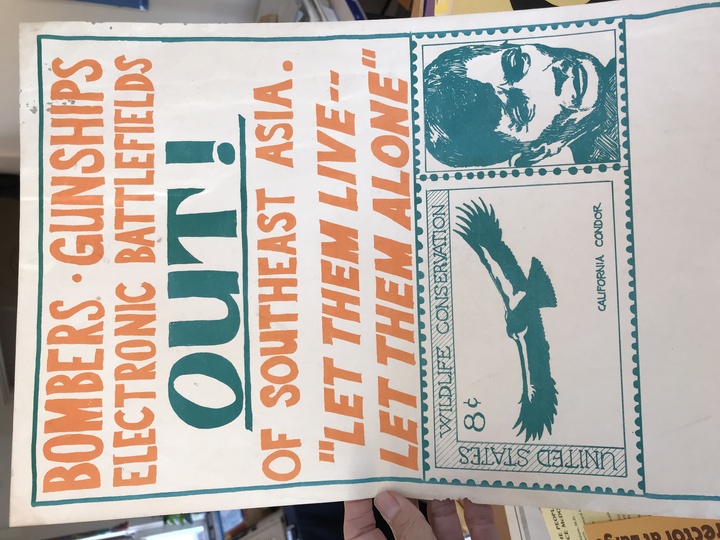 BOMBERS · GUNSHIPS
ELECTRONIC BATTLEFIELDS
OUT!
OF SOUTHEAST ASIA.
"LET THEM LIVE--
LET THEM ALONE"
UNITED STATES
WILDLIFE CONSERVATION
8¢
CALIFORNIA CONDOR